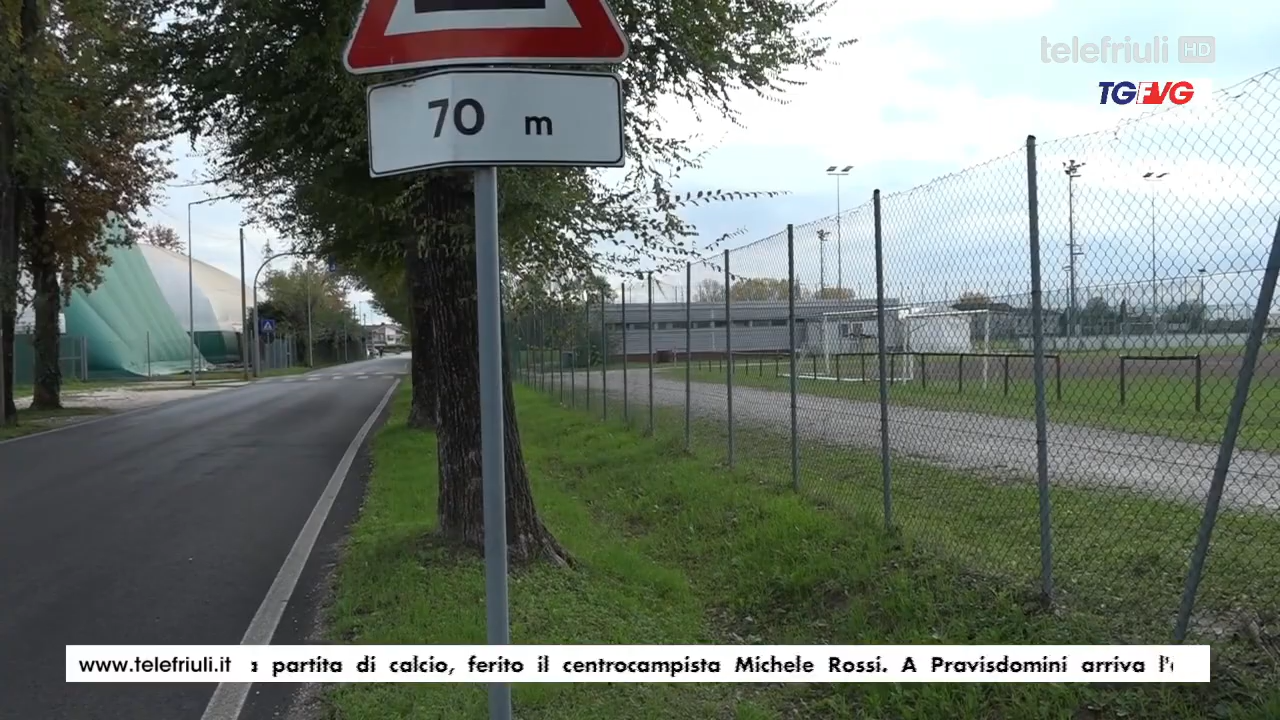 telefriuli HD
TGFVG
70 m
www.telefriuli.it partita di calcio, ferito il centrocampista Michele Rossi. A Pravisdomini arriva